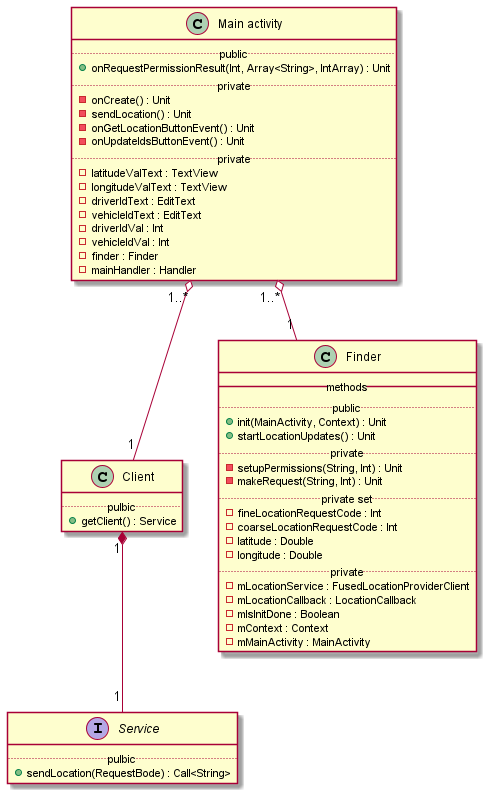 C Main activity
public
onRequestPermissionResult(Int, Array<String>, IntArray) : Unit
private
onCreate() : Unit
sendLocation() : Unit
onGetLocationButtonEvent() : Unit
onUpdateIdsButtonEvent() : Unit
private
latitudeValText : TextView
longitudeValText : TextView
driverIdText : EditText
vehicleIdText : EditText
driverIdVal : Int
vehicleIdVal : Int
finder : Finder
mainHandler : Handler
1..*
1..*
1
1
C Finder
methods
public
init(MainActivity, Context) : Unit
startLocationUpdates() : Unit
private
setupPermissions(String, Int) : Unit
makeRequest(String, Int) : Unit
private set
fineLocationRequestCode : Int
coarseLocationRequestCode : Int
latitude : Double
longitude : Double
private
mLocationService : FusedLocationProviderClient
mLocationCallback : LocationCallback
mIsInitDone : Boolean
mContext : Context
mMainActivity : MainActivity
C Client
pulbic
getClient() : Service
1
1
I Service
pulbic
sendLocation(RequestBode) : Call<String>